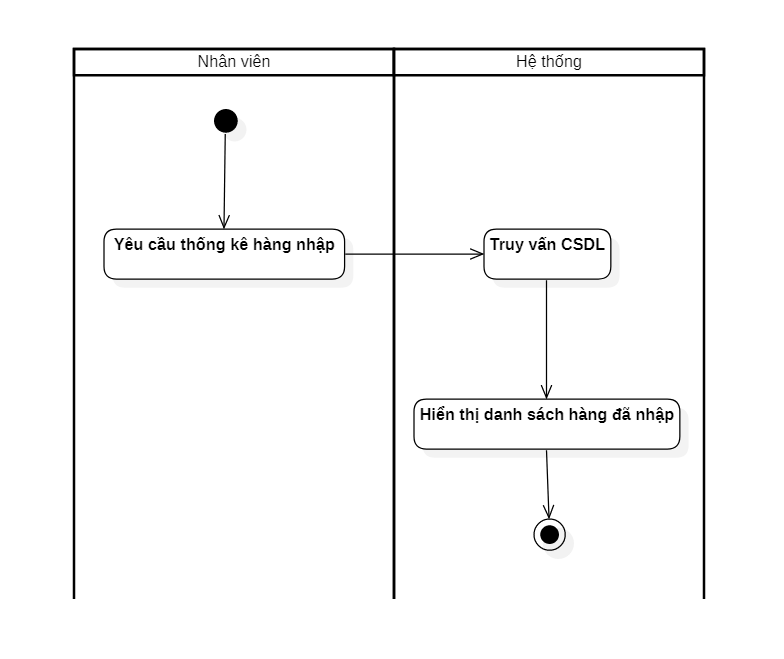 Nhân viên
Hệ thống
Yêu cầu thống kê hàng nhập
Truy vấn CSDL
Hiển thị danh sách hàng đã nhập